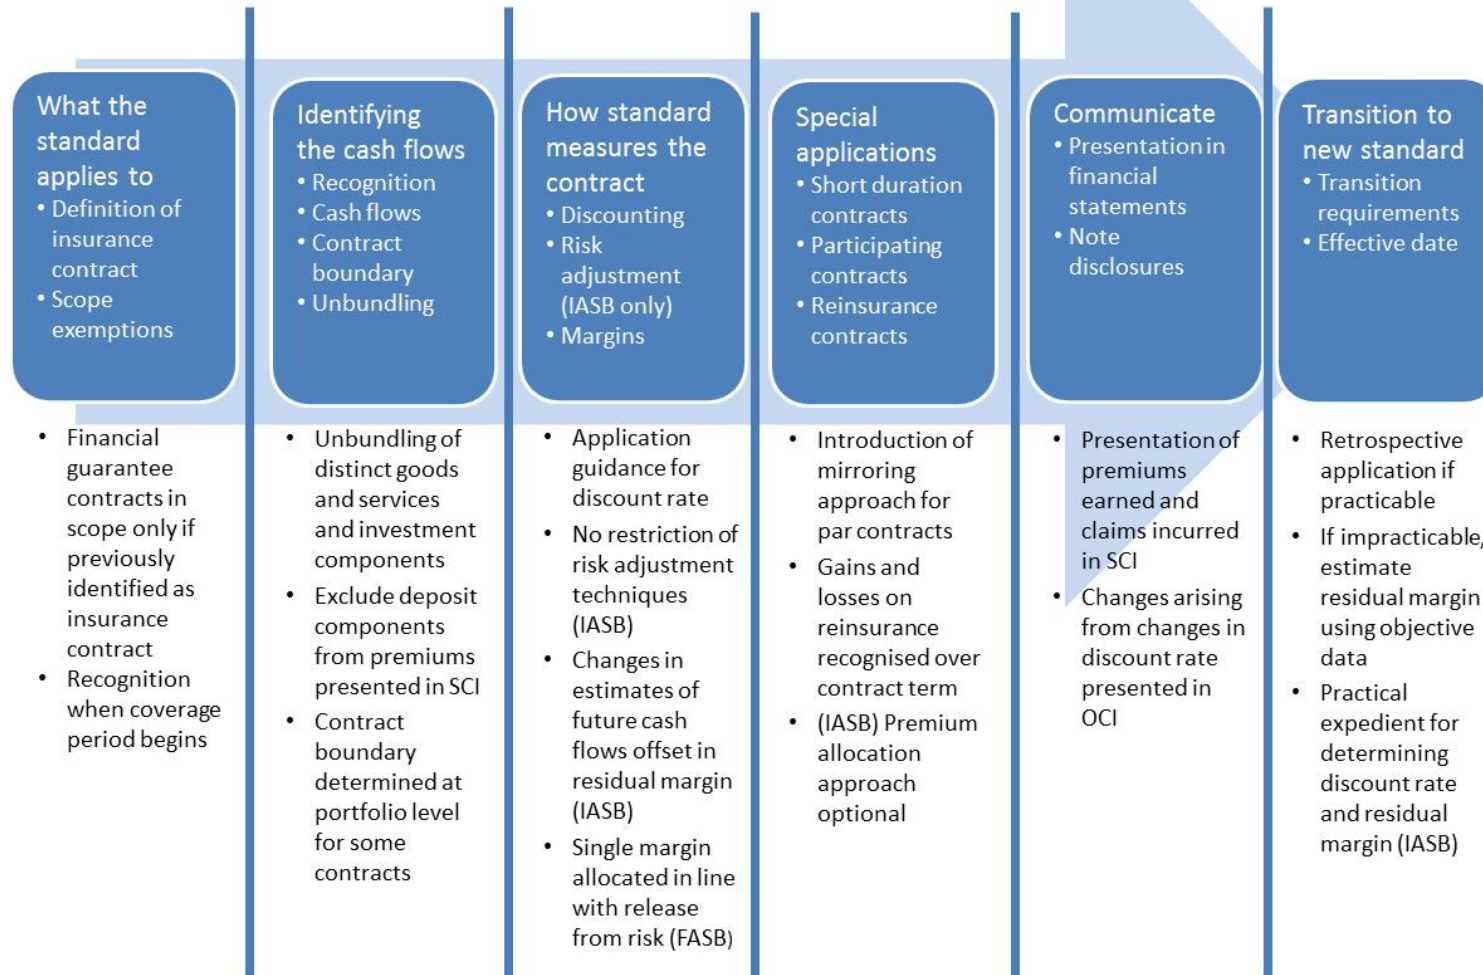 What the
standard
applies to
• Definition of
insurance
contract
• Scope
exemptions
Identifying
the cash flows
• Recognition
• Cash flows
• Contract
boundary
• Unbundling
How standard
measures the
contract
• Discounting
• Risk
adjustment
(IASB only)
• Margins
Special
applications
• Short duration
contracts
• Participating
contracts
• Reinsurance
contracts
Communicate
• Presentation in
financial
statements
• Note
disclosures
Transition to
new standard
• Transition
requirements
• Effective date
• Financial
guarantee
contracts in
scope only if
previously
identified as
insurance
contract
• Recognition
when coverage
period begins
• Unbundling of
distinct goods
and services
and investment
components
• Exclude deposit
components
from premiums
presented in SCI
• Contract
boundary
determined at
portfolio level
for some
contracts
• Application
guidance for
discount rate
• No restriction of
risk adjustment
techniques
(IASB)
• Changes in
estimates of
future cash
flows offset in
residual margin
(IASB)
• Single margin
allocated in line
with release
from risk (FASB)
• Introduction of
mirroring
approach for
par contracts
• Gains and
losses on
reinsurance
recognised over
contract term
• (IASB) Premium
allocation
approach
optional
• Presentation of
premiums
earned and
claims incurred
in SCI
• Changes arising
from changes in
discount rate
presented in
OCI
• Retrospective
application if
practicable
• If impracticable,
estimate
residual margin
using objective
data
• Practical
expedient for
determining
discount rate
and residual
margin (IASB)